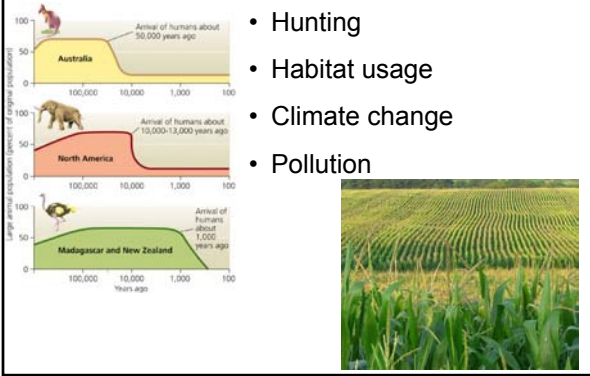 Large animal population (percent of original population)
100
50
0
Arrival of humans about
50,000 years ago
Australia
100,000 10,000 1,000 100
100
50
0
Arrival of humans about
10,000-13,000 years ago
North America
100,000 10,000 1,000 100
100
50
0
Arrival of
humans
about
1,000
years ago
Madagascar and New Zealand
100,000 10,000 1,000 100
Years ago
• Hunting
• Habitat usage
• Climate change
• Pollution